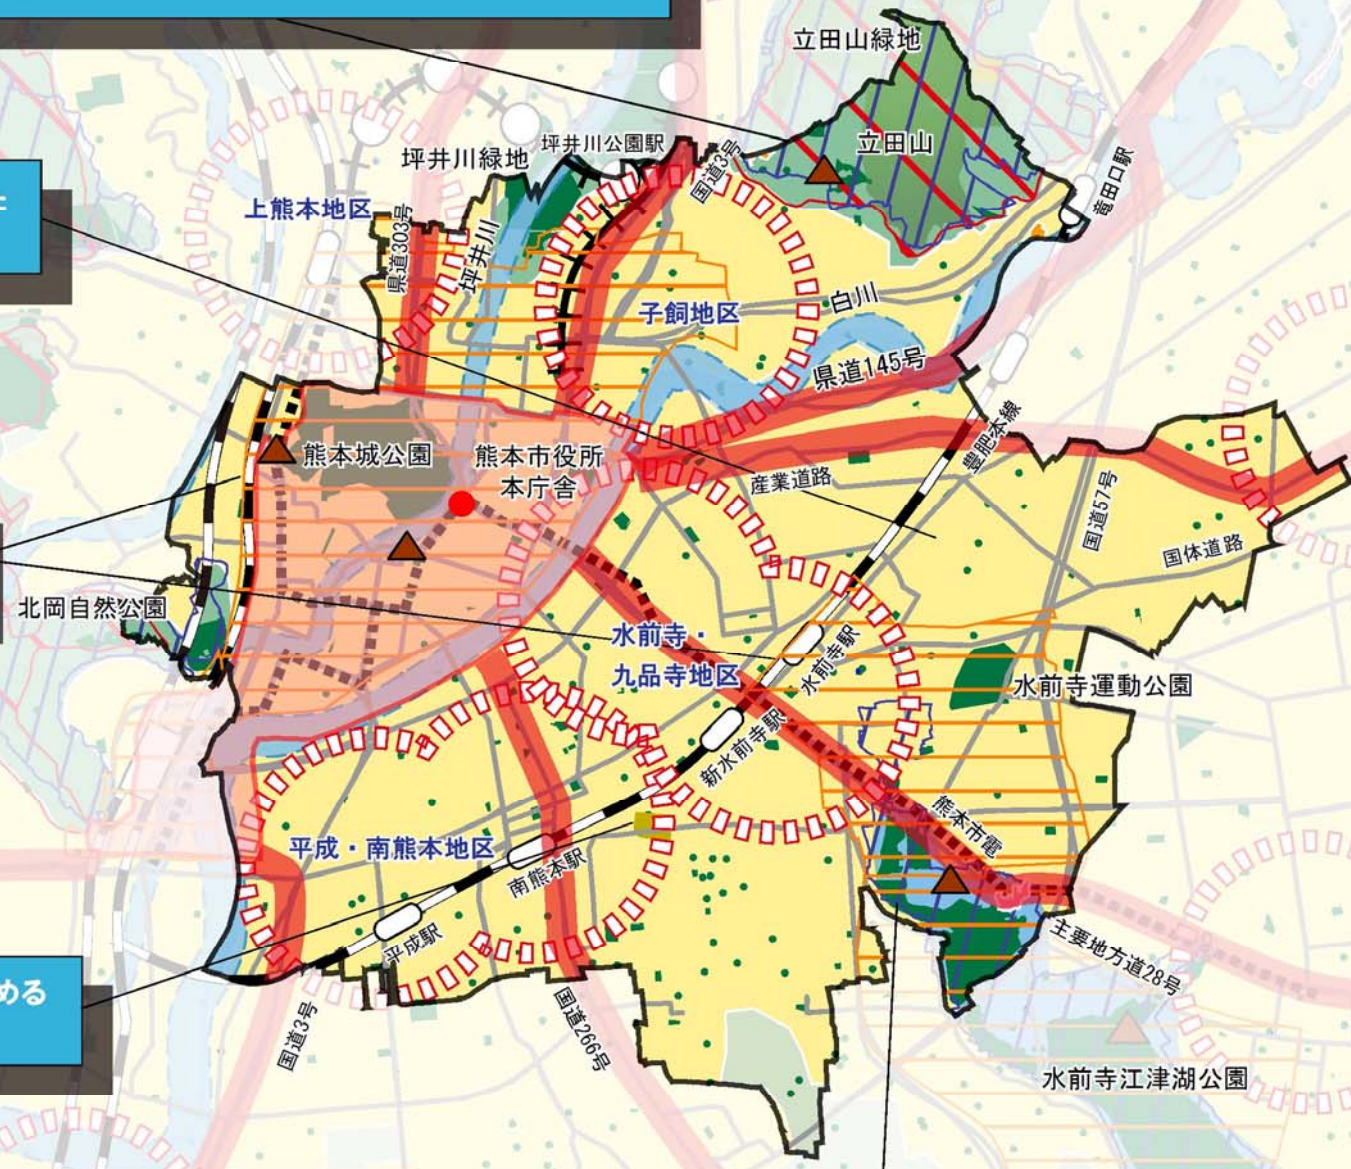 立田山緑地
立田山
坪井川公園駅
坪井川緑地
国道3号
竜田口駅
上熊本地区
県道303号
坪井川
子飼地区
白川
県道145号
熊本城公園
熊本市役所
本庁舎
産業道路
豊肥本線
国道57号
国体道路
北岡自然公園
水前寺・
九品寺地区
水前寺駅
水前寺運動公園
新水前寺駅
熊本市電
平成・南熊本地区
南熊本駅
平成駅
主要地方道28号
める
国道3号
国道266号
水前寺江津湖公園